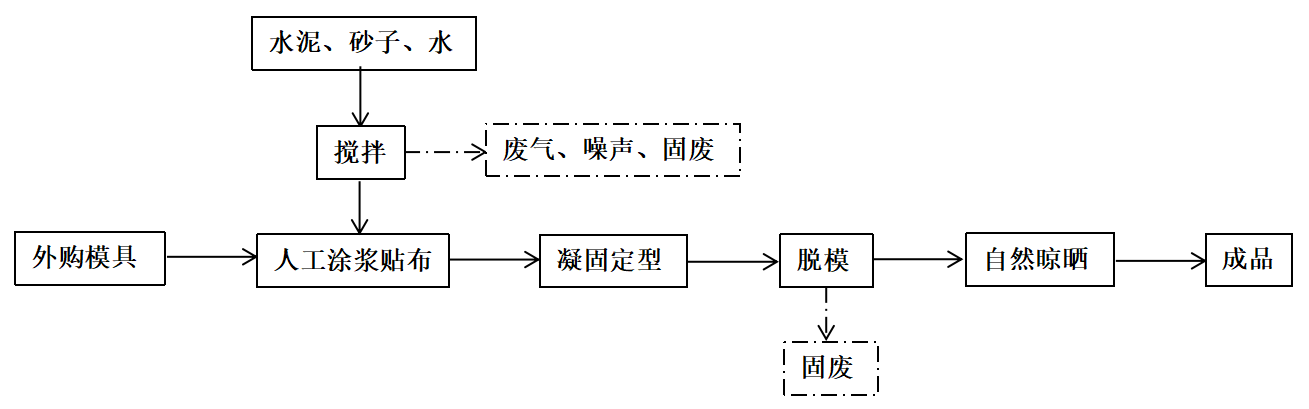 水泥、砂子、水
搅拌
废气、噪声、固废
外购模具
人工涂浆贴布
凝固定型
脱模
自然晾晒
成品
固废